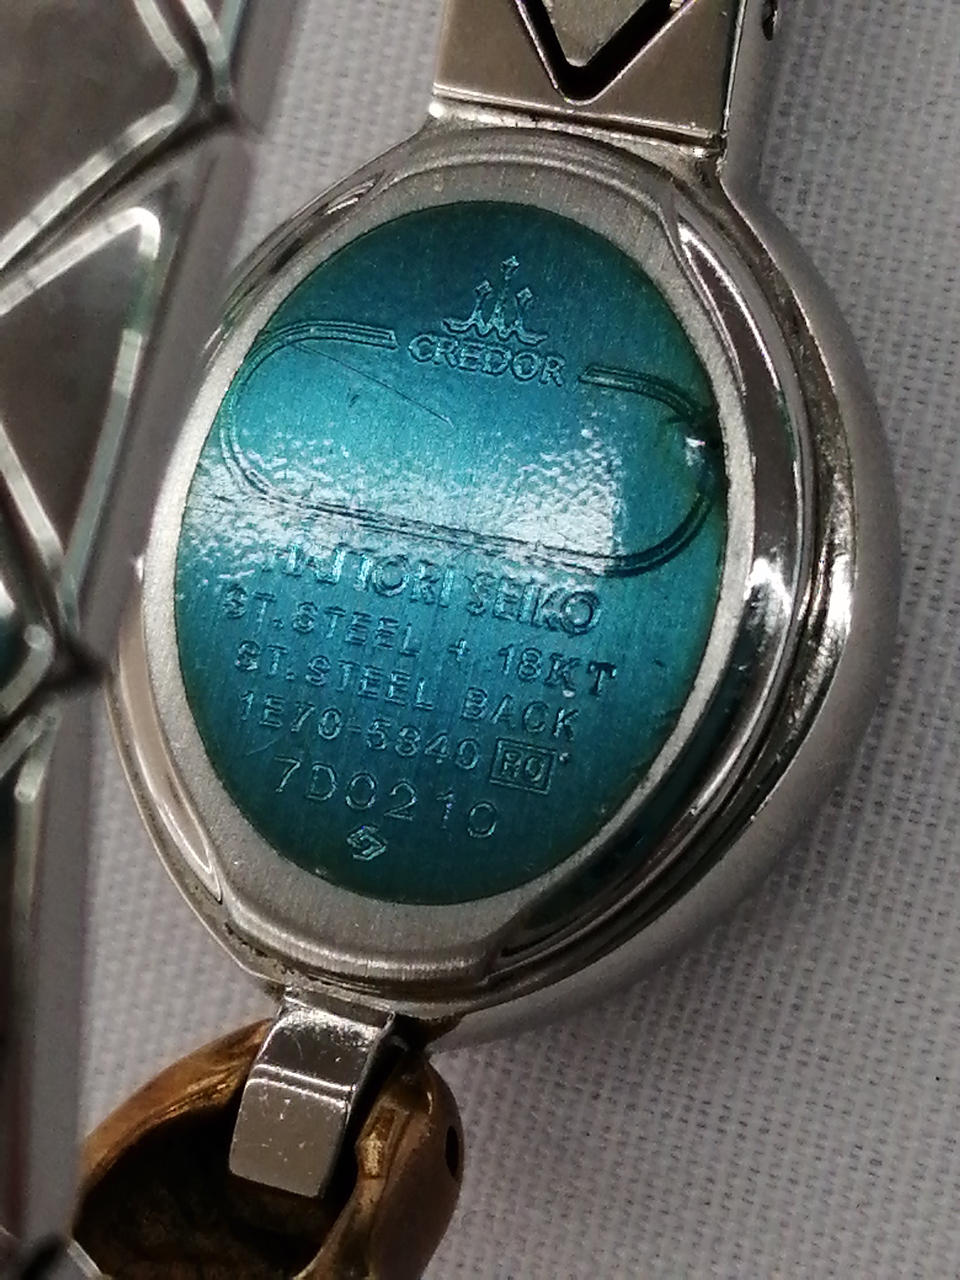 CREDOR
HATTORI SEIKO
ST.STEEL + 18KT
ST.STEEL BACK
1E70-5840 RO
7D0210